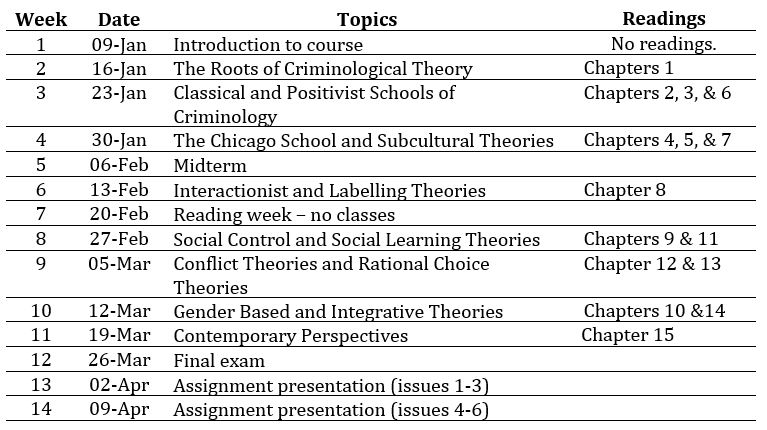 Week Date Topics Readings
1 09-Jan Introduction to course No readings.
2 16-Jan The Roots of Criminological Theory Chapters 1
3 23-Jan Classical and Positivist Schools of Chapters 2, 3, & 6
Criminology
4 30-Jan The Chicago School and Subcultural Theories Chapters 4, 5, & 7
5 06-Feb Midterm
6 13-Feb Interactionist and Labelling Theories Chapter 8
7 20-Feb Reading week – no classes
8 27-Feb Social Control and Social Learning Theories Chapters 9 & 11
9 05-Mar Conflict Theories and Rational Choice Chapter 12 & 13
Theories
10 12-Mar Gender Based and Integrative Theories Chapters 10 &14
11 19-Mar Contemporary Perspectives Chapter 15
12 26-Mar Final exam
13 02-Apr Assignment presentation (issues 1-3)
14 09-Apr Assignment presentation (issues 4-6)